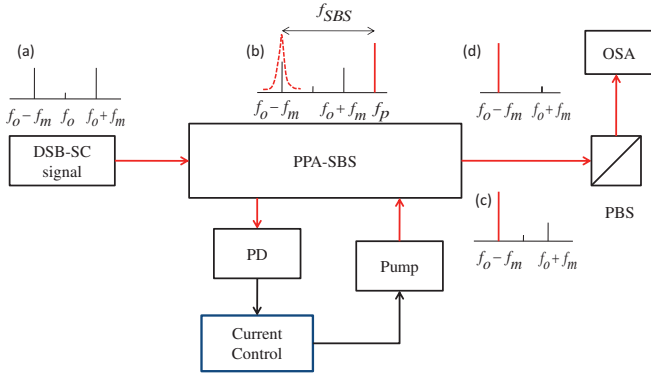 f_SBS
(a)
(b)
(d)
OSA
f_o − f_m f_o f_o + f_m
f_o − f_m f_o + f_m f_p
f_o − f_m f_o + f_m
DSB-SC
signal
PPA-SBS
PBS
(c)
f_o − f_m f_o + f_m
PD
Pump
Current
Control